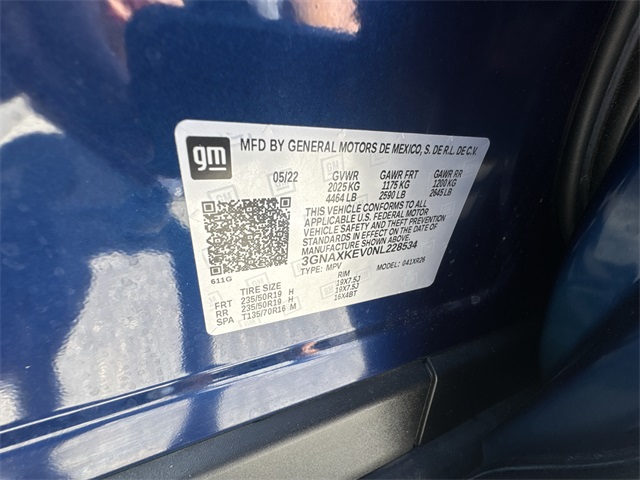 gm
MFD BY GENERAL MOTORS DE MEXICO, S. DE R.L. DE C.V.
05/22 GVWR GAWR FRT GAWR RR
2025 KG 1175 KG 1200 KG
4464 LB 2590 LB 2645 LB
THIS VEHICLE CONFORMS TO ALL
APPLICABLE U.S. FEDERAL MOTOR
VEHICLE SAFETY AND THEFT PREVENTION
STANDARDS IN EFFECT ON THE DATE OF
MANUFACTURE SHOWN ABOVE.
3GNAXKEV0NL228534
TYPE: MPV MODEL: 041XR26
611G
TIRE SIZE RIM
FRT 235/50R19 H 19X7.5J
RR 235/50R19 H 19X7.5J
SPA T135/70R16 M 16X4BT